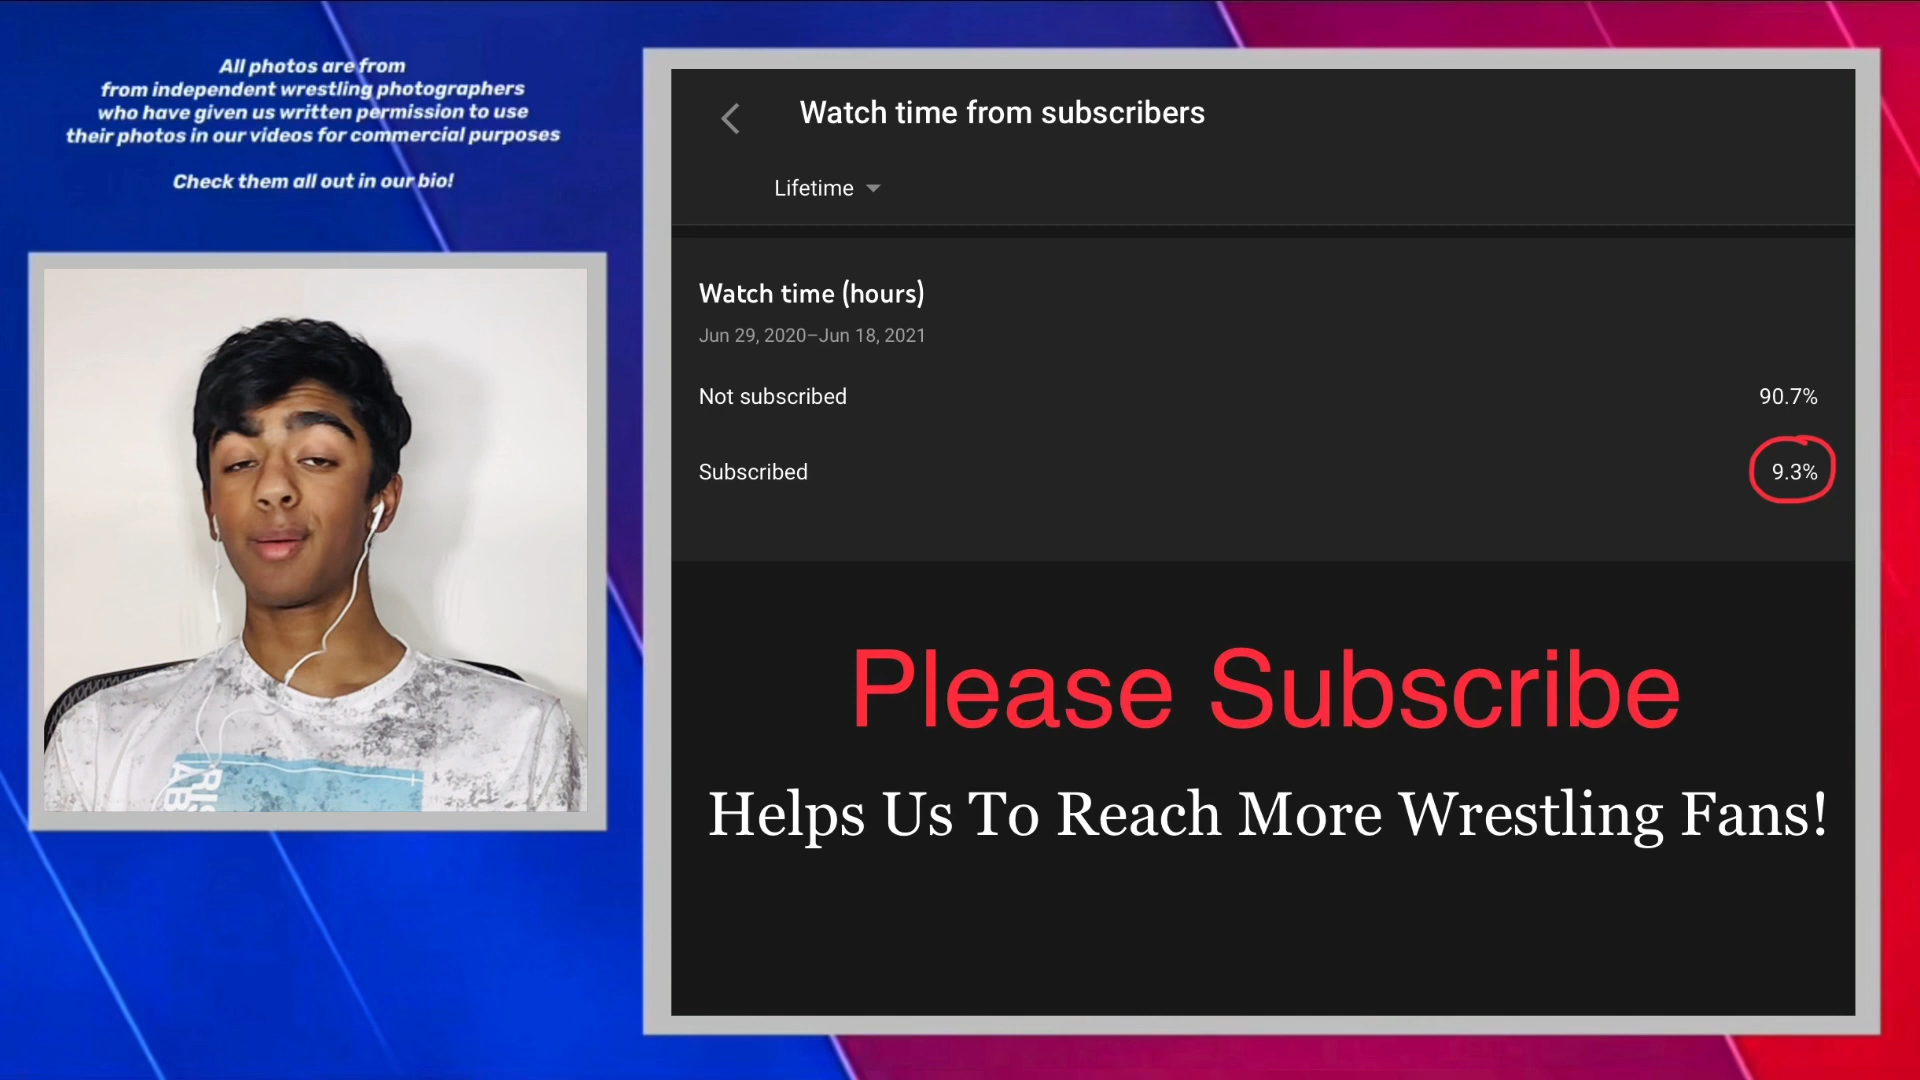 All photos are from
from independent wrestling photographers
who have given us written permission to use
their photos in our videos for commercial purposes
Check them all out in our bio!
Watch time from subscribers
Lifetime
Watch time (hours)
Jun 29, 2020–Jun 18, 2021
Not subscribed 90.7%
Subscribed 9.3%
Please Subscribe
Helps Us To Reach More Wrestling Fans!